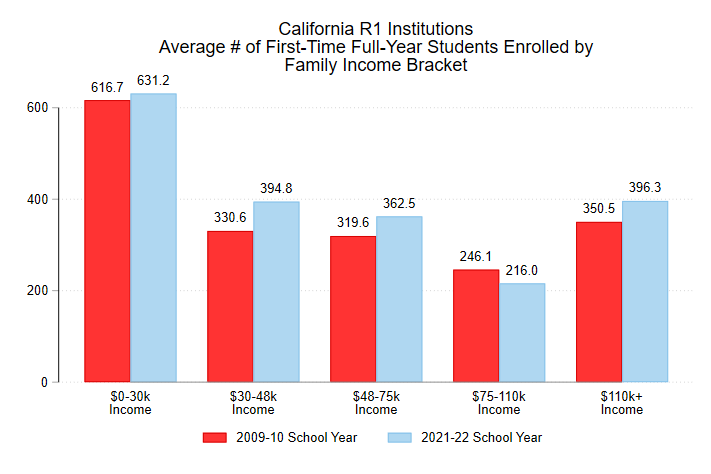 California R1 Institutions
Average # of First-Time Full-Year Students Enrolled by
Family Income Bracket
616.7 631.2
330.6 394.8
319.6 362.5
246.1 216.0
350.5 396.3
600
400
200
0
$0-30k Income
$30-48k Income
$48-75k Income
$75-110k Income
$110k+ Income
2009-10 School Year
2021-22 School Year